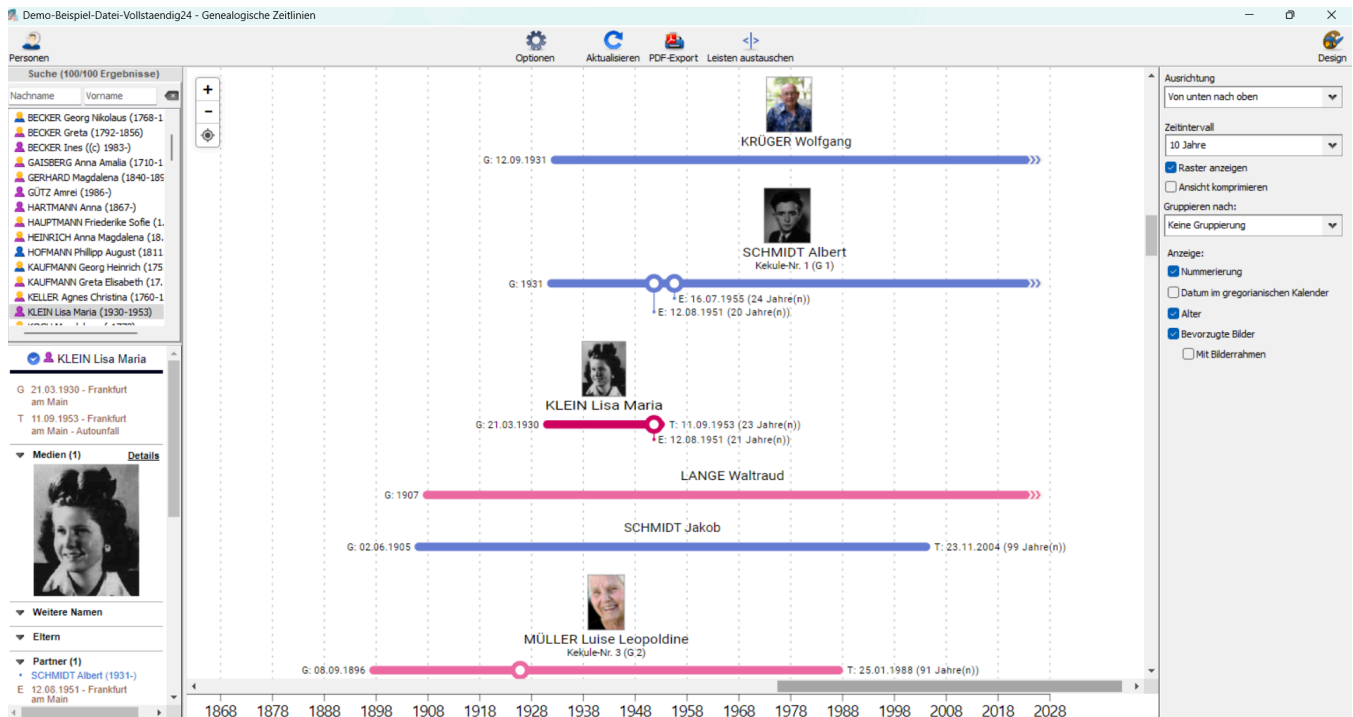 Demo-Beispiel-Datei-Vollstaendig24 - Genealogische Zeitlinien
Personen
Optionen
Aktualisieren
PDF-Export
Leisten austauschen
Design
Suche (100/100 Ergebnisse)
Nachname
Vorname
BECKER Georg Nikolaus (1768-1
BECKER Greta (1792-1856)
BECKER Ines ((c) 1983-)
GAISBERG Anna Amalia (1710-1
GERHARD Magdalena (1840-189
GÜTZ Amrei (1986-)
HARTMANN Anna (1867-)
HAUPTMANN Friederike Sofie (1.
HEINRICH Anna Magdalena (18.
HOFMANN Philipp August (1811
KAUFMANN Georg Heinrich (175
KAUFMANN Greta Elisabeth (17.
KELLER Agnes Christina (1760-1
KLEIN Lisa Maria (1930-1953)
KLEIN Lisa Maria
G 21.03.1930 - Frankfurt
am Main
T 11.09.1953 - Frankfurt
am Main - Autounfall
Medien (1)
Details
Weitere Namen
Eltern
Partner (1)
SCHMIDT Albert (1931-)
E 12.08.1951 - Frankfurt
am Main
+
−
KRÜGER Wolfgang
G: 12.09.1931
SCHMIDT Albert
Kekule-Nr. 1 (G 1)
G: 1931
E: 16.07.1955 (24 Jahre(n))
E: 12.08.1951 (20 Jahre(n))
KLEIN Lisa Maria
G: 21.03.1930
T: 11.09.1953 (23 Jahre(n))
E: 12.08.1951 (21 Jahre(n))
LANGE Waltraud
G: 1907
SCHMIDT Jakob
G: 02.06.1905
T: 23.11.2004 (99 Jahre(n))
MÜLLER Luise Leopoldine
Kekule-Nr. 3 (G 2)
G: 08.09.1896
T: 25.01.1988 (91 Jahre(n))
1868 1878 1888 1898 1908 1918 1928 1938 1948 1958 1968 1978 1988 1998 2008 2018 2028
Ausrichtung
Von unten nach oben
Zeitintervall
10 Jahre
Raster anzeigen
Ansicht komprimieren
Gruppieren nach:
Keine Gruppierung
Anzeige:
Nummerierung
Datum im gregorianischen Kalender
Alter
Bevorzugte Bilder
Mit Bilderrahmen